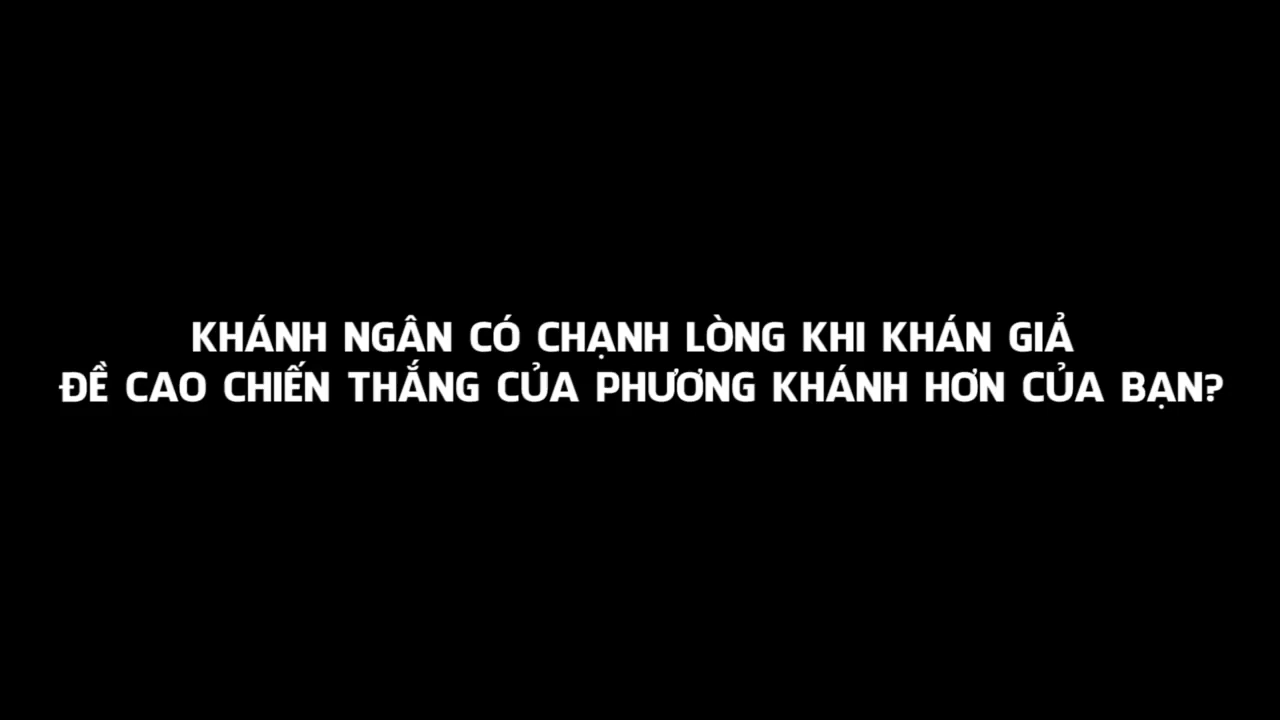 KHÁNH NGÂN CÓ CHẠNH LÒNG KHI KHÁN GIẢ
ĐỀ CAO CHIẾN THẮNG CỦA PHƯƠNG KHÁNH HƠN CỦA BẠN?